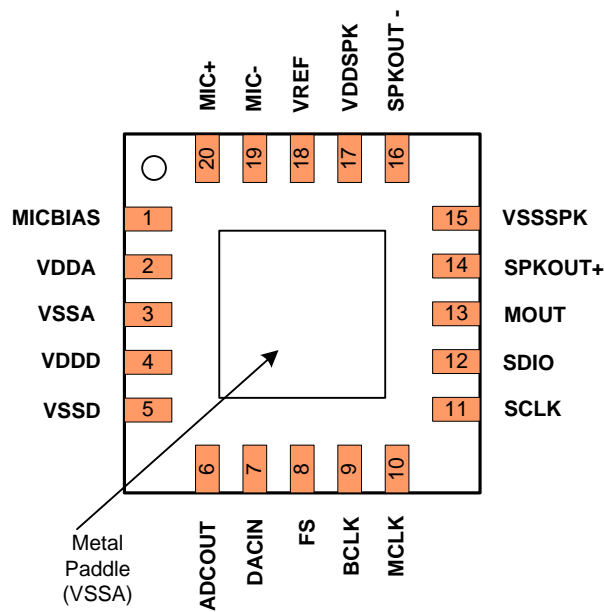 MIC+
MIC-
VREF
VDDSPK
SPKOUT -
20
19
18
17
16
MICBIAS
1
VDDA
2
VSSA
3
VDDD
4
VSSD
5
15
VSSSPK
14
SPKOUT+
13
MOUT
12
SDIO
11
SCLK
6
7
8
9
10
ADCOUT
DACIN
FS
BCLK
MCLK
Metal
Paddle
(VSSA)